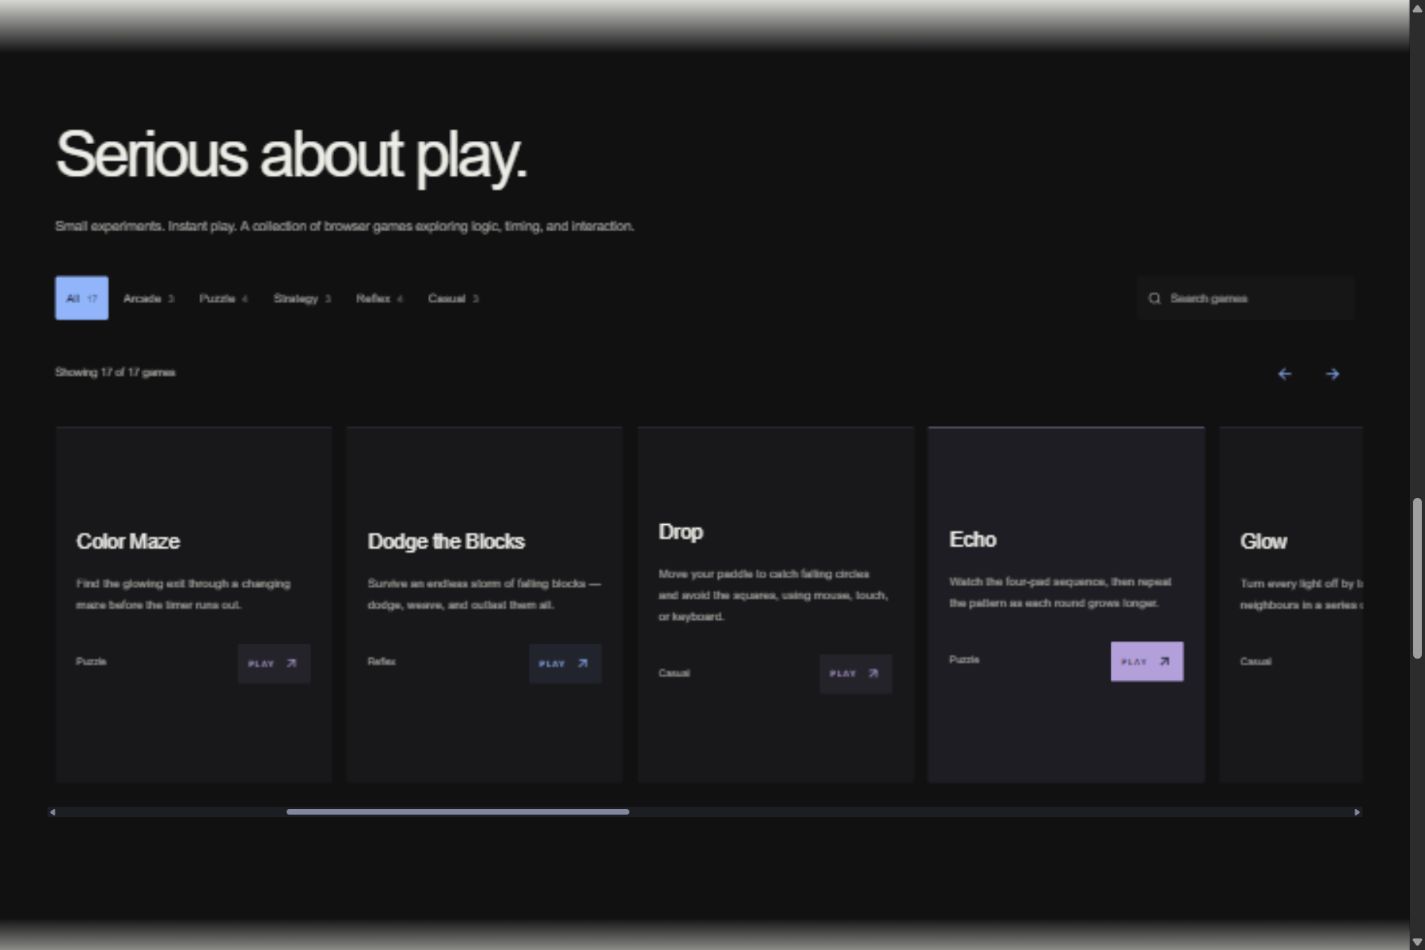 Serious about play.
Small experiments. Instant play. A collection of browser games exploring logic, timing, and interaction.
All 17 Arcade 3 Puzzle 4 Strategy 3 Reflex 4 Casual 3
Search games
Showing 17 of 17 games
Color Maze
Find the glowing exit through a changing
maze before the timer runs out.
Puzzle
PLAY
Dodge the Blocks
Survive an endless storm of falling blocks —
dodge, weave, and outlast them all.
Reflex
PLAY
Drop
Move your paddle to catch falling circles
and avoid the squares, using mouse, touch,
or keyboard.
Casual
PLAY
Echo
Watch the four-pad sequence, then repeat
the pattern as each round grows longer.
Puzzle
PLAY
Glow
Turn every light off by
neighbours in a series
Casual